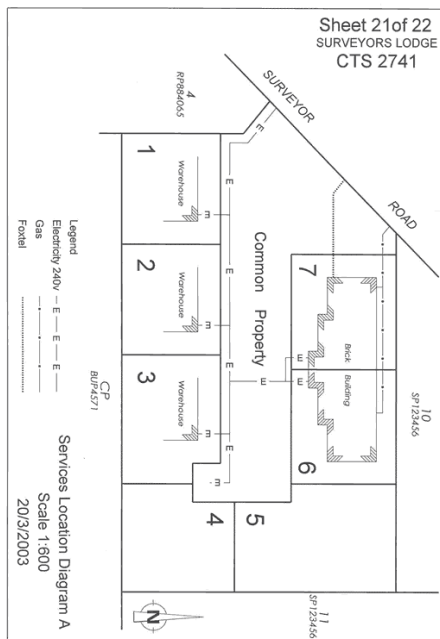 Sheet 21of 22
SURVEYORS LODGE
CTS 2741
SURVEYOR
ROAD
4
RP884065
1
Warehouse
2
Warehouse
3
Warehouse
Common Property
7
Brick
Building
6
10
SP123456
4
5
11
SP123456
CP
BUP4571
E
E
E
E
E
E
E
E
E
E
E
E
E
Legend
Electricity 240v — E — E —
Gas
Foxtel
Services Location Diagram A
Scale 1:600
20/3/2003
N